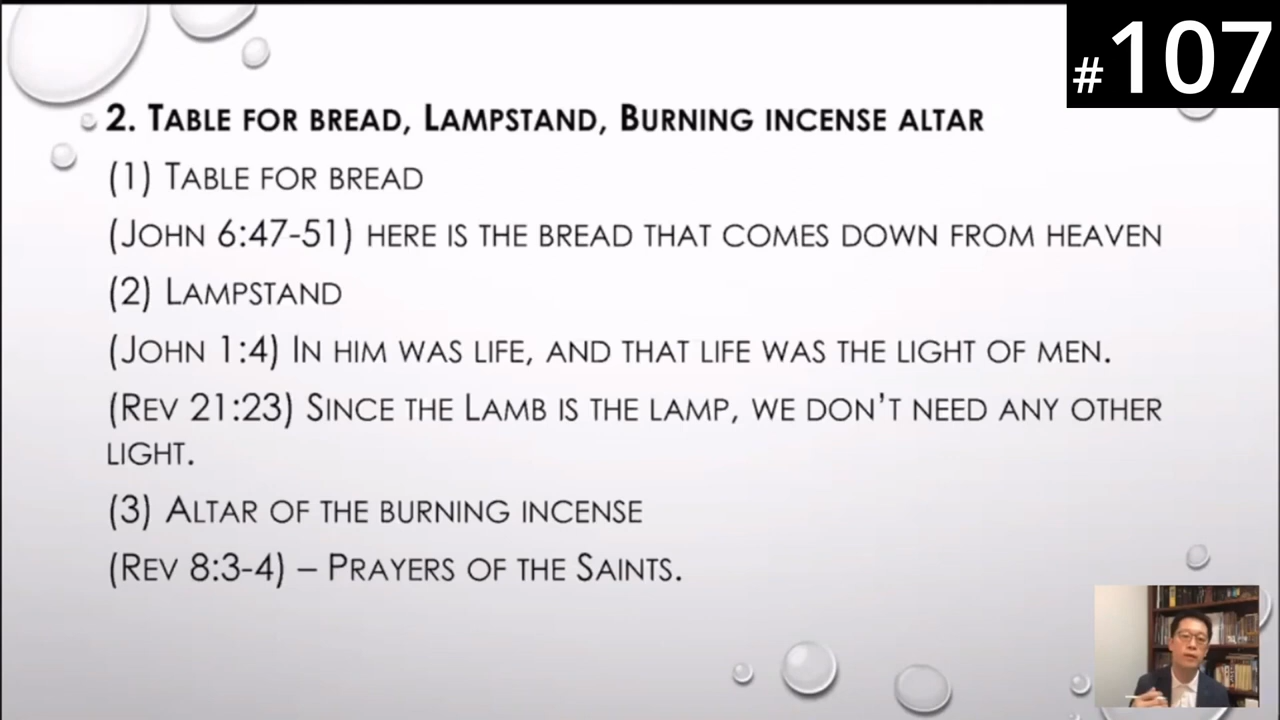 #107
2. Table for bread, Lampstand, Burning incense altar
(1) Table for bread
(John 6:47-51) here is the bread that comes down from heaven
(2) Lampstand
(John 1:4) In him was life, and that life was the light of men.
(Rev 21:23) Since the Lamb is the lamp, we don’t need any other
light.
(3) Altar of the burning incense
(Rev 8:3-4) – Prayers of the Saints.